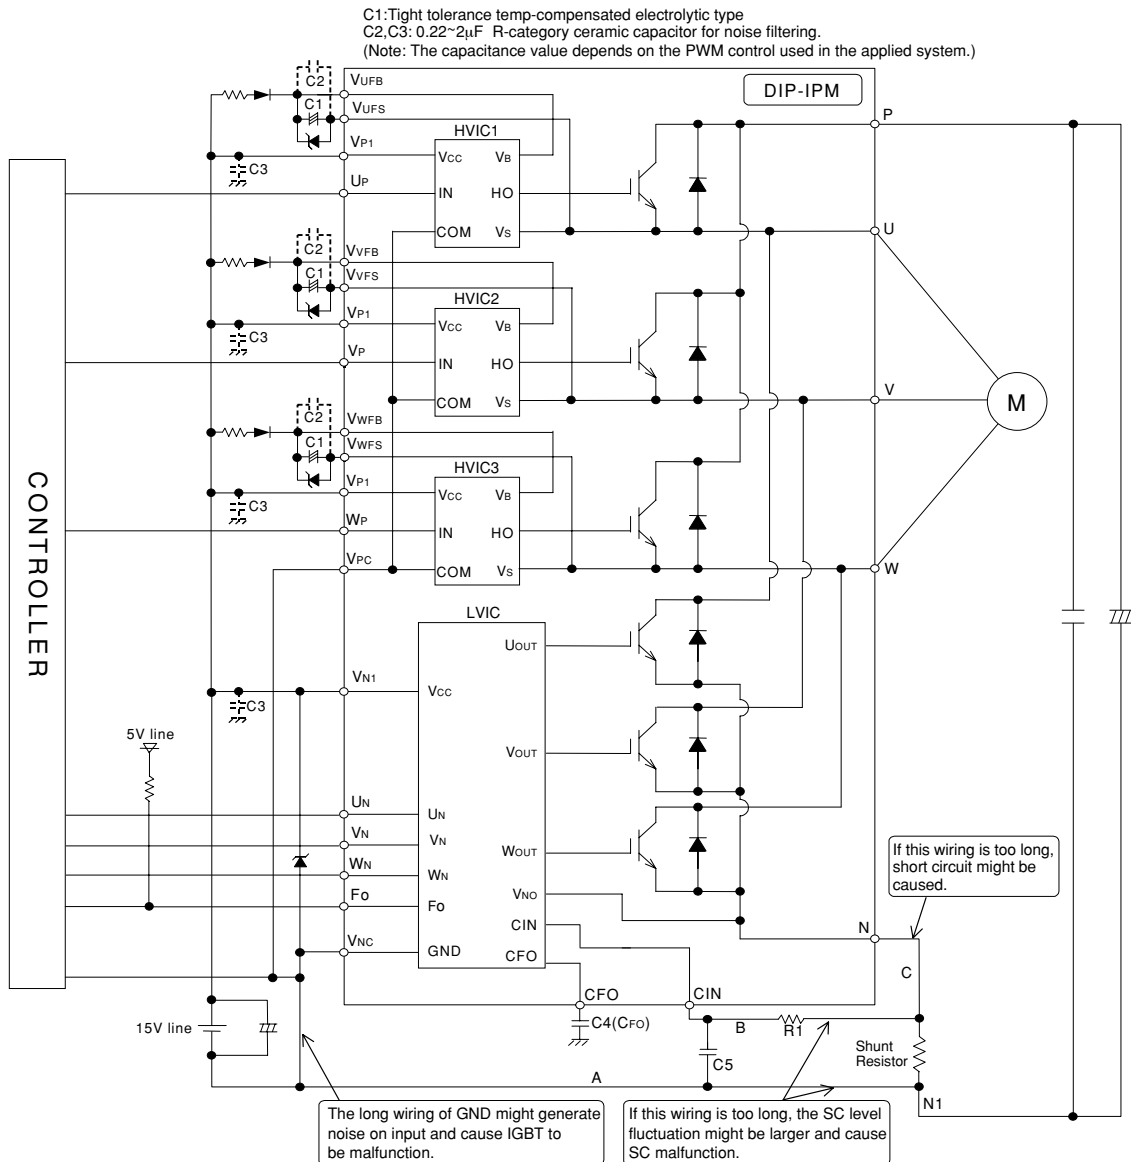 C1:Tight tolerance temp-compensated electrolytic type
C2,C3: 0.22~2μF R-category ceramic capacitor for noise filtering.
(Note: The capacitance value depends on the PWM control used in the applied system.)
DIP-IPM
C2
VUFB
C1
VUFS
P
HVIC1
VP1
VCC
VB
C3
UP
IN
HO
COM
VS
U
C2
VVFB
C1
VVFS
HVIC2
VP1
VCC
VB
C3
VP
IN
HO
COM
VS
V
M
C2
VWFB
C1
VWFS
HVIC3
VP1
VCC
VB
C3
WP
IN
HO
VPC
COM
VS
W
CONTROLLER
LVIC
UOUT
VN1
VCC
C3
5V line
VOUT
UN
UN
VN
VN
WN
WN
WOUT
Fo
Fo
VNO
CIN
VNC
GND
CFO
If this wiring is too long,
short circuit might be
caused.
N
C
CFO
CIN
15V line
C4(CFO)
B
R1
C5
Shunt
Resistor
A
N1
The long wiring of GND might generate
noise on input and cause IGBT to
be malfunction.
If this wiring is too long, the SC level
fluctuation might be larger and cause
SC malfunction.